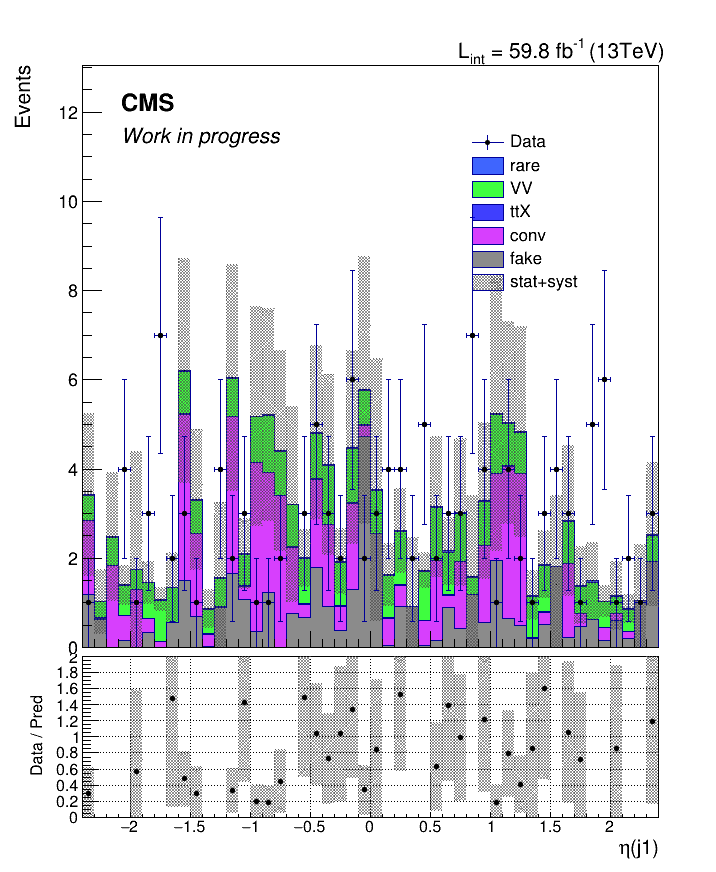 L_int = 59.8 fb^-1 (13TeV)
Events
CMS
Work in progress
Data
rare
VV
ttX
conv
fake
stat+syst
12
10
8
6
4
2
0
Data / Pred
2
1.8
1.6
1.4
1.2
1
0.8
0.6
0.4
0.2
0
−2 −1.5 −1 −0.5 0 0.5 1 1.5 2
η(j1)